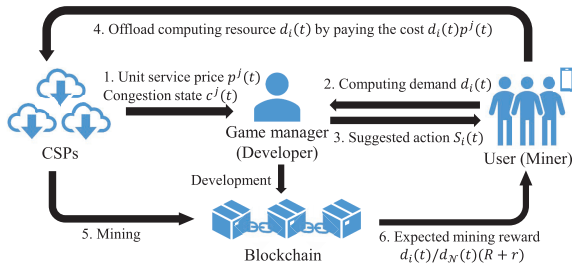 4. Offload computing resource d_i(t) by paying the cost d_i(t)p^j(t)
1. Unit service price p^j(t)
Congestion state c^j(t)
2. Computing demand d_i(t)
3. Suggested action S_i(t)
CSPs
Game manager
(Developer)
User (Miner)
Development
5. Mining
Blockchain
6. Expected mining reward
d_i(t)/d_𝒩(t)(R + r)